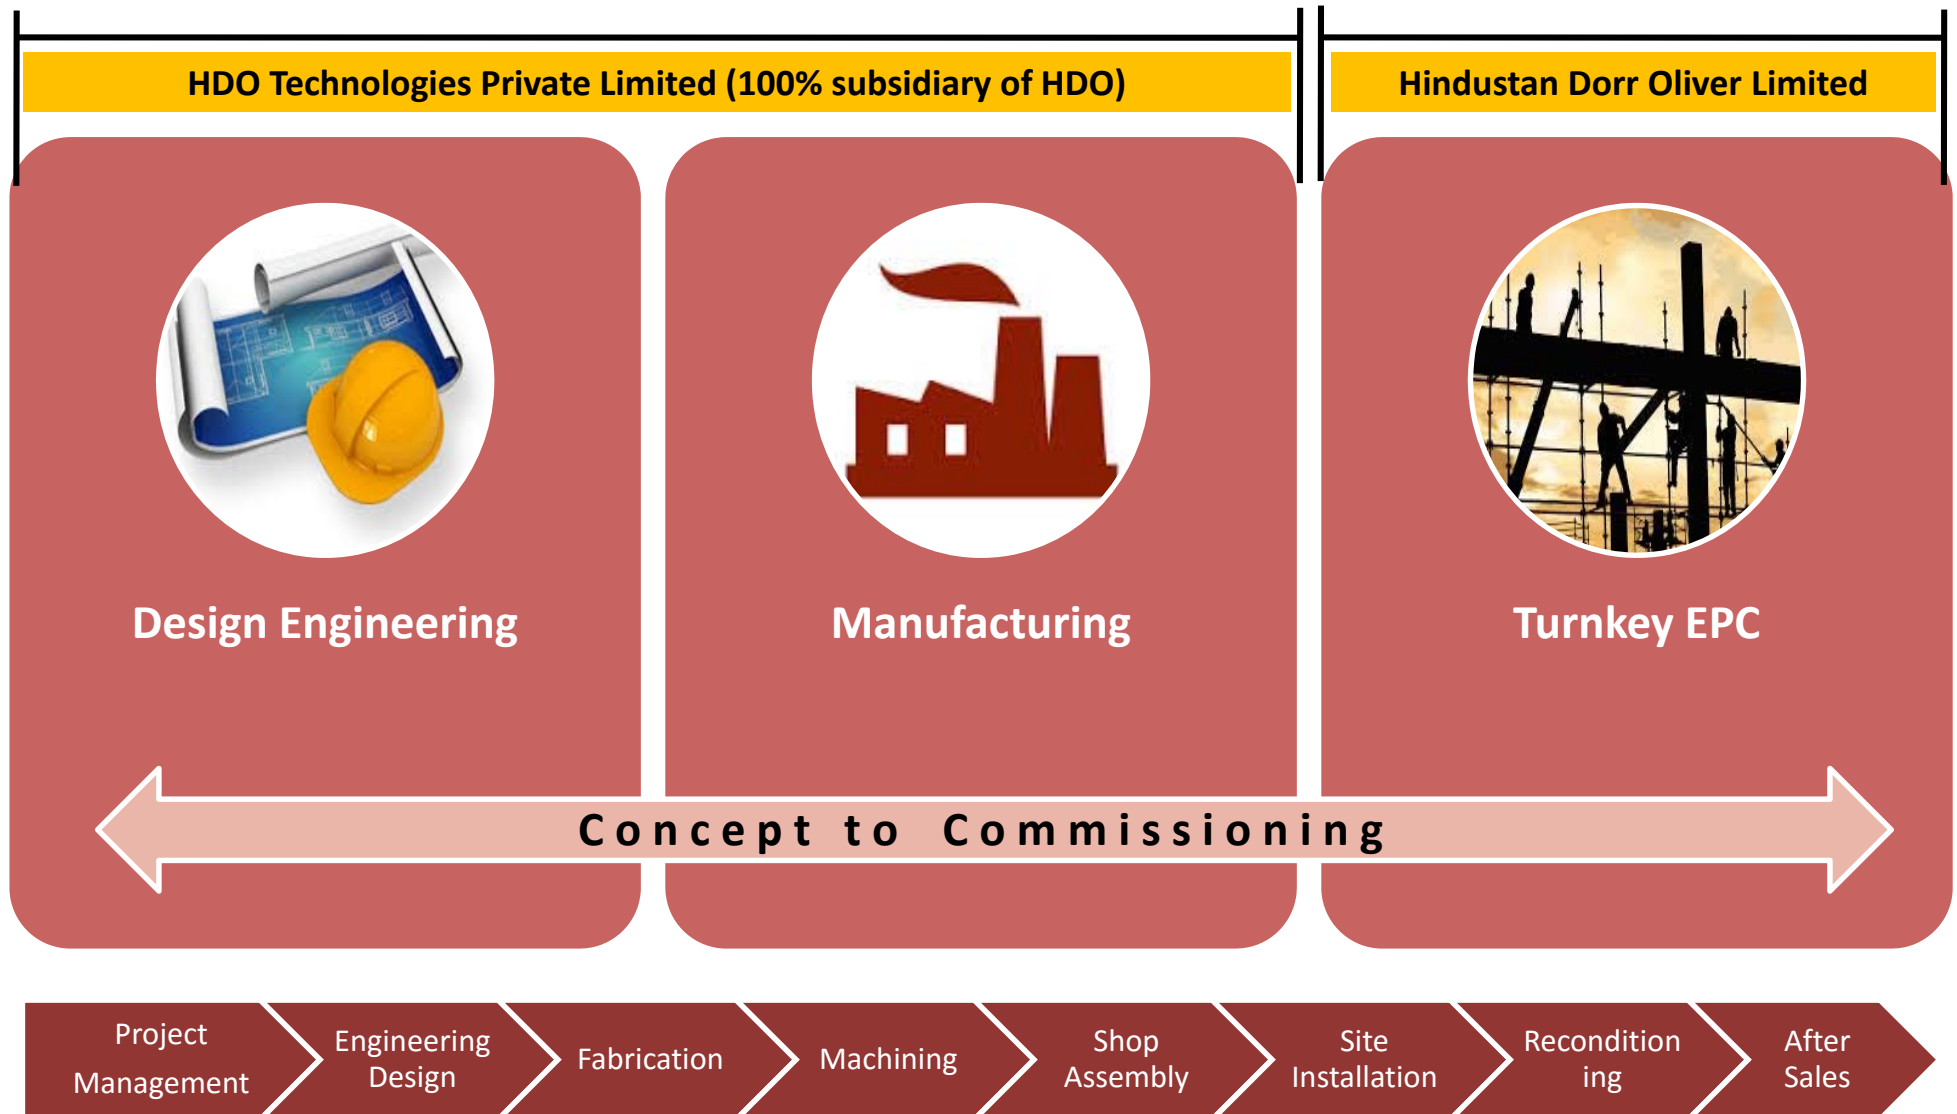 HDO Technologies Private Limited (100% subsidiary of HDO)
Hindustan Dorr Oliver Limited
Design Engineering
Manufacturing
Turnkey EPC
Concept to Commissioning
Project
Management
Engineering
Design
Fabrication
Machining
Shop
Assembly
Site
Installation
Recondition
ing
After
Sales